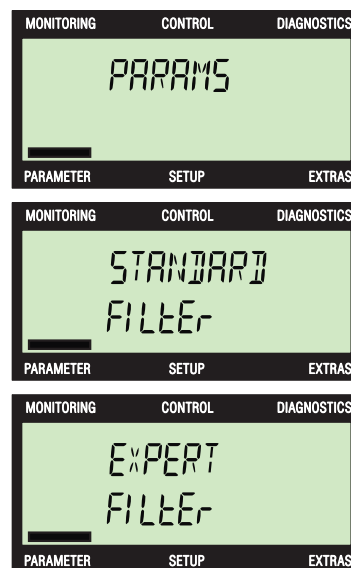 MONITORING CONTROL DIAGNOSTICS
PARAMS
PARAMETER SETUP EXTRAS
MONITORING CONTROL DIAGNOSTICS
STANDARD
FILtEr
PARAMETER SETUP EXTRAS
MONITORING CONTROL DIAGNOSTICS
EXPERT
FILtEr
PARAMETER SETUP EXTRAS